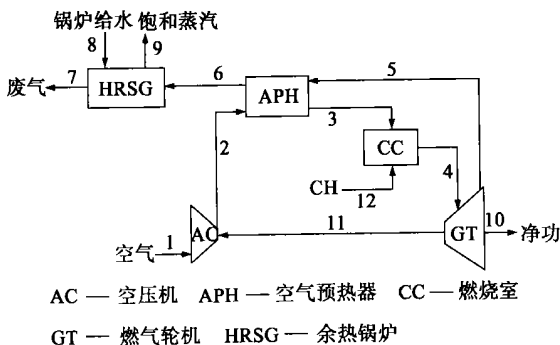 锅炉给水 饱和蒸汽
8 9
废气 7 HRSG 6 APH 5
3
2 CC
CH 12 4
空气 1 AC 11 GT 10 净功
AC — 空压机 APH — 空气预热器 CC — 燃烧室
GT — 燃气轮机 HRSG — 余热锅炉